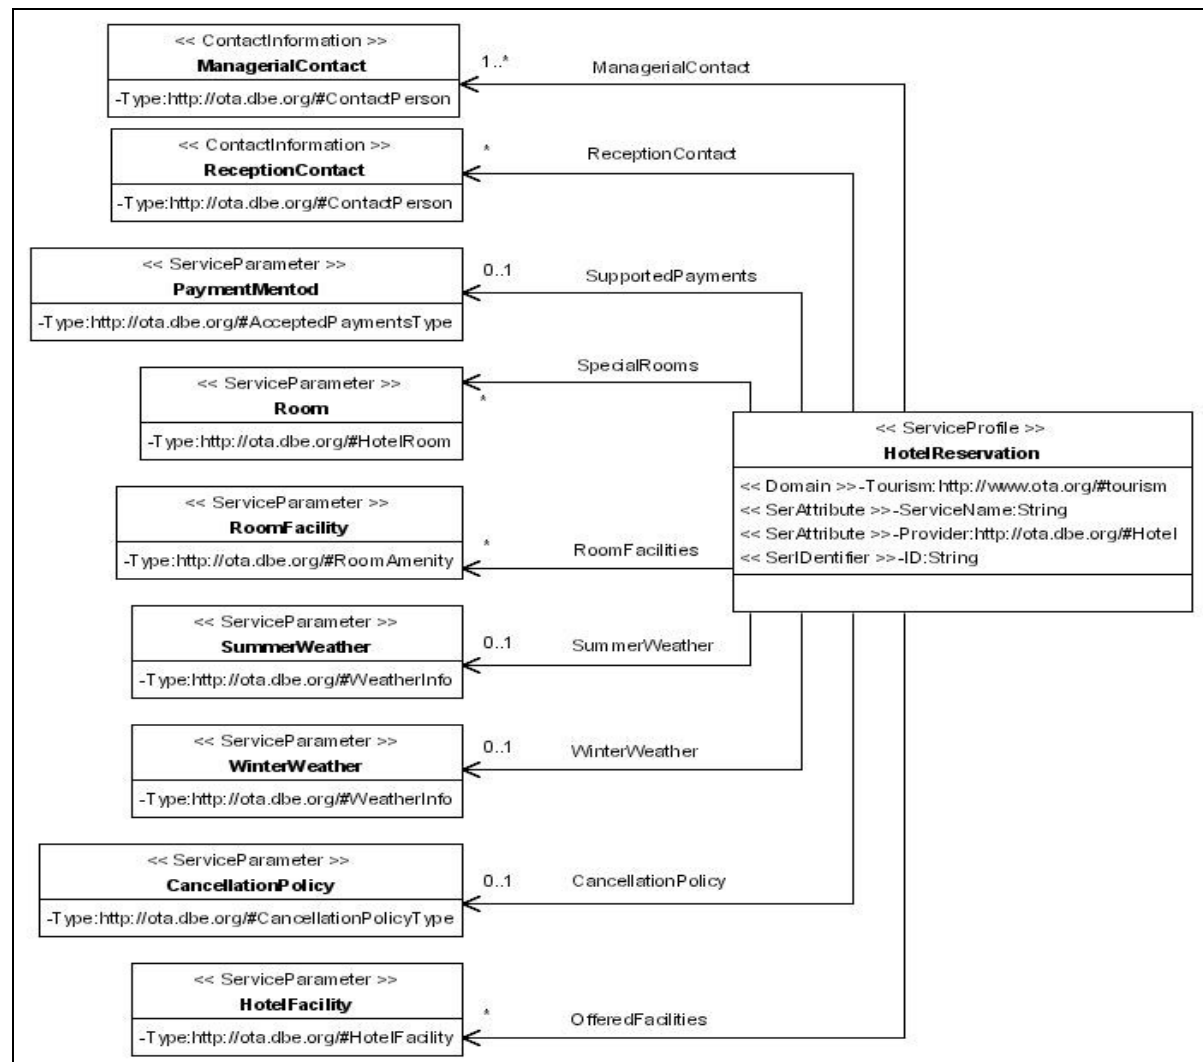 << ContactInformation >>
ManagerialContact
-Type:http://ota.dbe.org/#ContactPerson
1..*
ManagerialContact
<< ContactInformation >>
ReceptionContact
-Type:http://ota.dbe.org/#ContactPerson
*
ReceptionContact
<< ServiceParameter >>
PaymentMentod
-Type:http://ota.dbe.org/#AcceptedPaymentsType
0..1
SupportedPayments
<< ServiceParameter >>
Room
-Type:http://ota.dbe.org/#HotelRoom
SpecialRooms
*
<< ServiceProfile >>
HotelReservation
<< Domain >>-Tourism:http://www.ota.org/#tourism
<< SerAttribute >>-ServiceName:String
<< SerAttribute >>-Provider:http://ota.dbe.org/#Hotel
<< SerIDentifier >>-ID:String
<< ServiceParameter >>
RoomFacility
-Type:http://ota.dbe.org/#RoomAmenity
*
RoomFacilities
<< ServiceParameter >>
SummerWeather
-Type:http://ota.dbe.org/#WeatherInfo
0..1
SummerWeather
<< ServiceParameter >>
WinterWeather
-Type:http://ota.dbe.org/#WeatherInfo
0..1
WinterWeather
<< ServiceParameter >>
CancellationPolicy
-Type:http://ota.dbe.org/#CancellationPolicyType
0..1
CancellationPolicy
<< ServiceParameter >>
HotelFacility
-Type:http://ota.dbe.org/#HotelFacility
*
OfferedFacilities